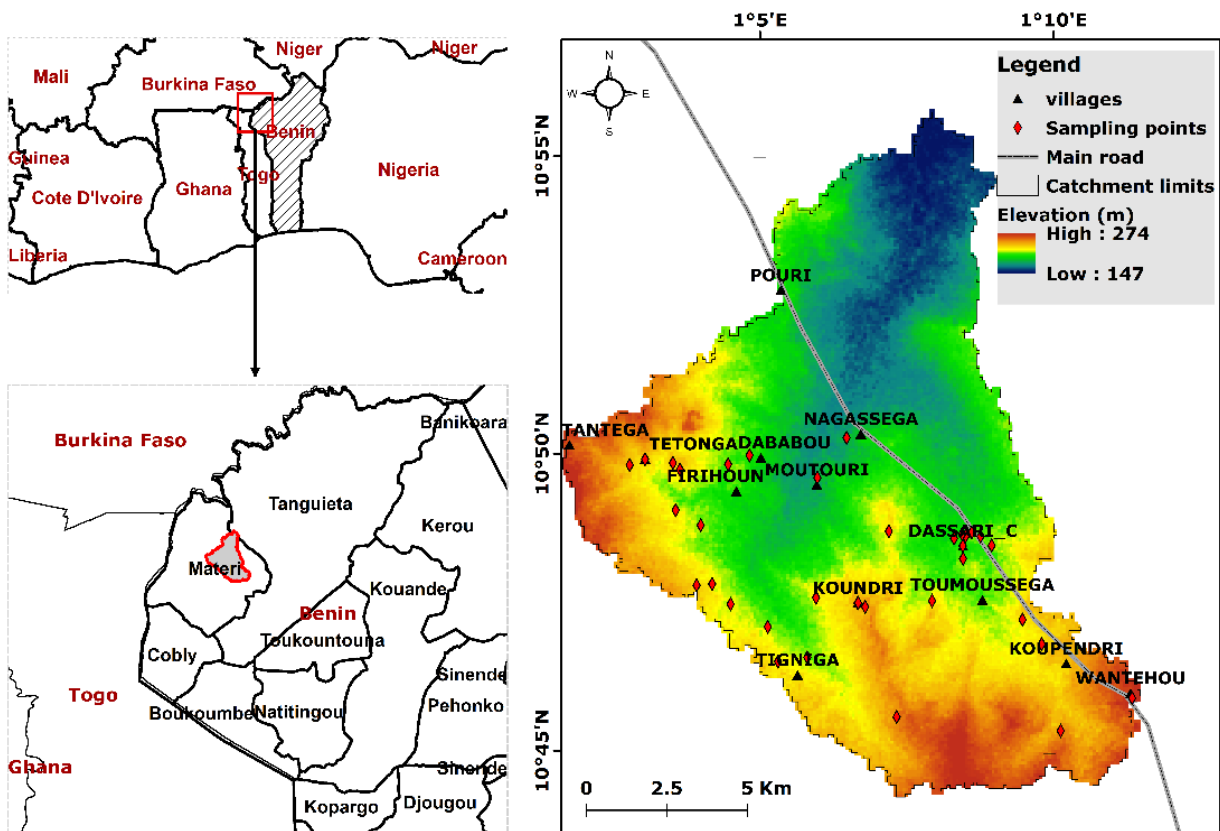 Niger
Niger
Mali
Burkina Faso
Benin
Guinea
Togo
Nigeria
Cote D'Ivoire
Ghana
Liberia
Cameroon
Burkina Faso
Banikoara
Tanguieta
Kerou
Materi
Kouande
Benin
Toukountouna
Cobly
Sinende
Togo
Pehonko
Boukoumbe
Natitingou
Ghana
Sinende
Kopargo
Djougou
1°5'E
1°10'E
10°55'N
10°50'N
10°45'N
N
W
E
S
Legend
villages
Sampling points
Main road
Catchment limits
Elevation (m)
High : 274
Low : 147
POURI
NAGASSEGA
TANTEGA
TETONGA
DABABOU
FIRIHOUN
MOUTOURI
DASSARI_C
KOUNDRI
TOUMOUSSEGA
TIGNIGA
KOUPENDRI
WANTEHOU
0
2.5
5 Km